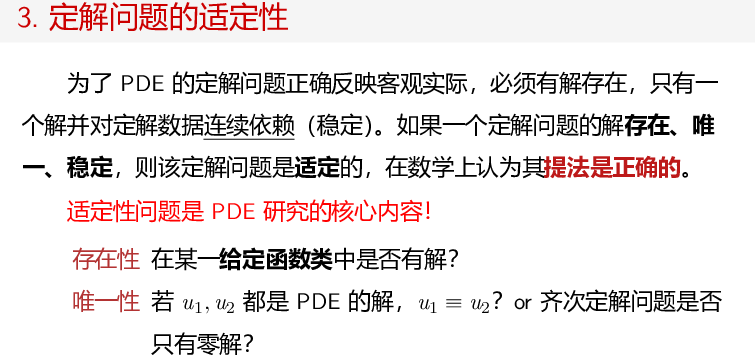 3. 定解问题的适定性
为了 PDE 的定解问题正确反映客观实际，必须有解存在，只有一
个解并对定解数据连续依赖（稳定）。如果一个定解问题的解存在、唯
一、稳定，则该定解问题是适定的，在数学上认为其提法是正确的。
适定性问题是 PDE 研究的核心内容！
存在性 在某一给定函数类中是否有解？
唯一性 若 u₁, u₂ 都是 PDE 的解，u₁ ≡ u₂？or 齐次定解问题是否
只有零解？